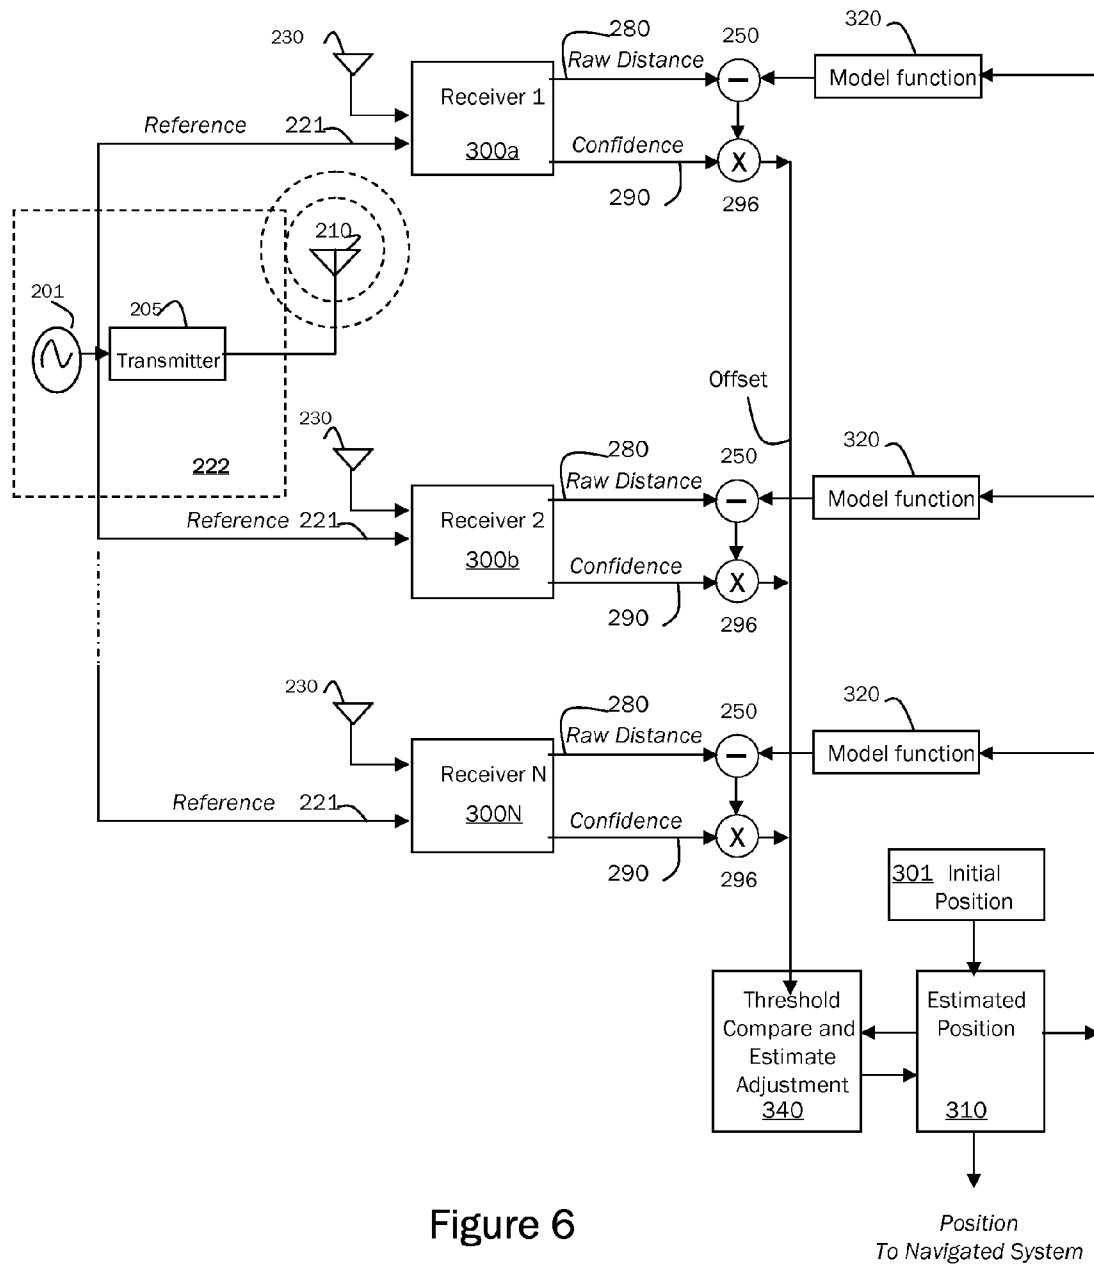 230
280
250
320
Raw Distance
Model function
Receiver 1
Reference 221
300a
Confidence
290
296
210
201
205
Transmitter
Offset
222
230
280
250
320
Raw Distance
Model function
Receiver 2
Reference 221
300b
Confidence
290
296
230
280
250
320
Raw Distance
Model function
Receiver N
Reference 221
300N
Confidence
290
296
301 Initial
Position
Threshold
Compare and
Estimate
Adjustment
340
Estimated
Position
310
Figure 6
Position
To Navigated System